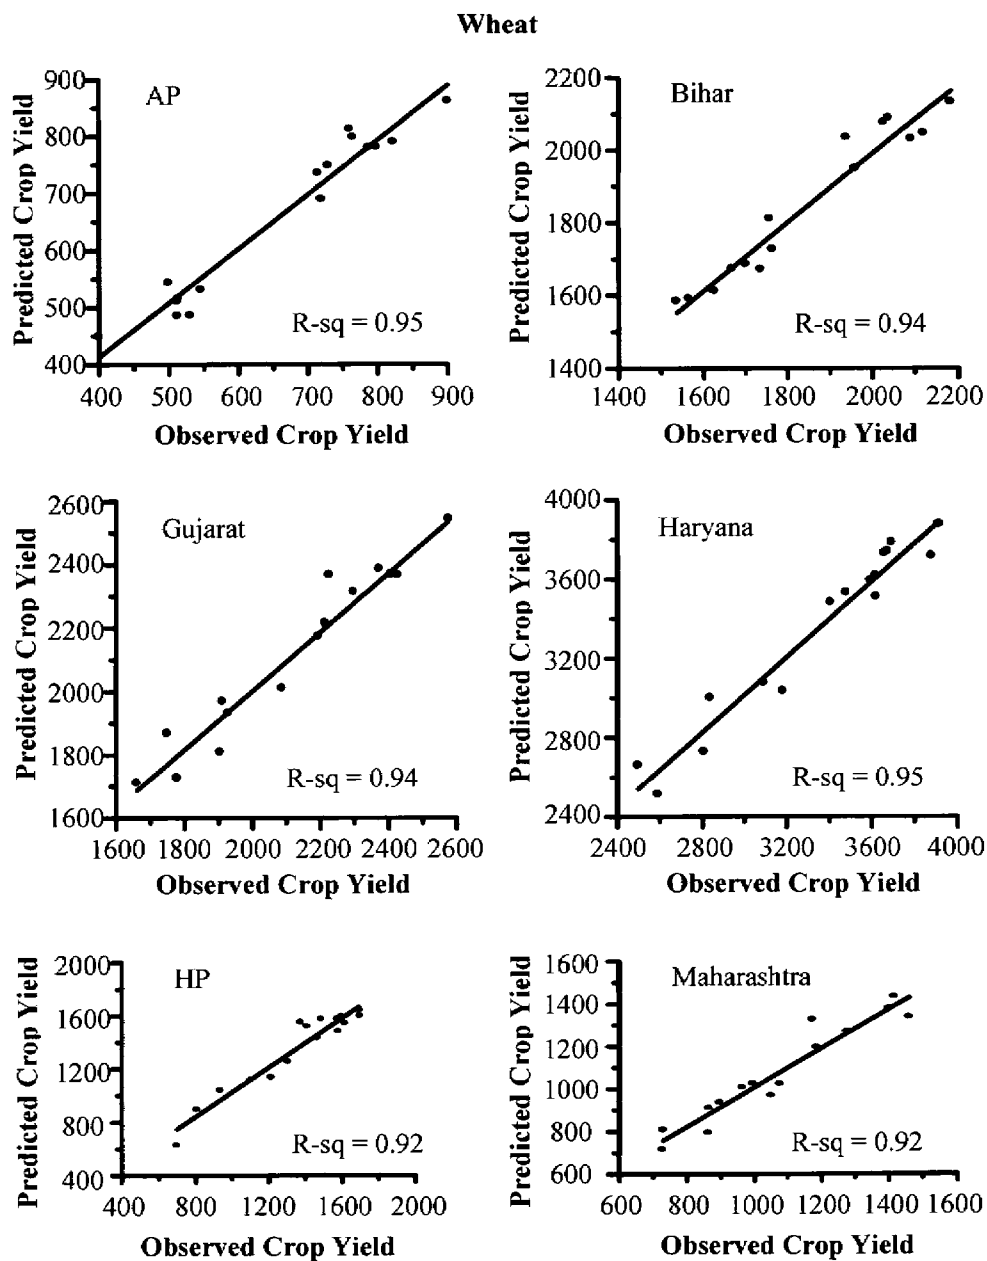 Wheat
AP
Predicted Crop Yield
900
800
700
600
500
400
R-sq = 0.95
400 500 600 700 800 900
Observed Crop Yield
Bihar
Predicted Crop Yield
2200
2000
1800
1600
1400
R-sq = 0.94
1400 1600 1800 2000 2200
Observed Crop Yield
Gujarat
Predicted Crop Yield
2600
2400
2200
2000
1800
1600
R-sq = 0.94
1600 1800 2000 2200 2400 2600
Observed Crop Yield
Haryana
Predicted Crop Yield
4000
3600
3200
2800
2400
R-sq = 0.95
2400 2800 3200 3600 4000
Observed Crop Yield
HP
Predicted Crop Yield
2000
1600
1200
800
400
R-sq = 0.92
400 800 1200 1600 2000
Observed Crop Yield
Maharashtra
Predicted Crop Yield
1600
1400
1200
1000
800
600
R-sq = 0.92
600 800 1000 1200 1400 1600
Observed Crop Yield